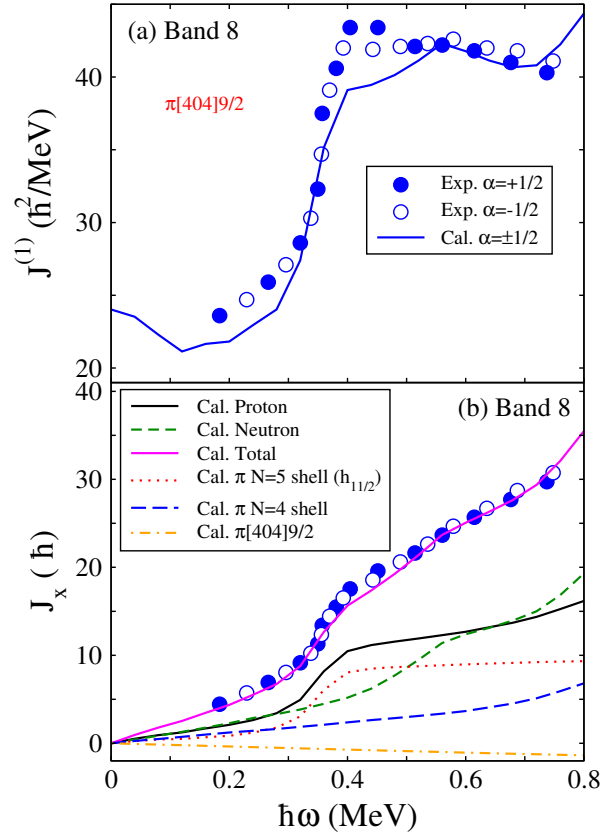 (a) Band 8
π[404]9/2
J⁽¹⁾ (ħ²/MeV)
40
30
20
Exp. α=+1/2
Exp. α=-1/2
Cal. α=±1/2
(b) Band 8
Cal. Proton
Cal. Neutron
Cal. Total
Cal. π N=5 shell (h₁₁/₂)
Cal. π N=4 shell
Cal. π[404]9/2
Jₓ (ħ)
40
30
20
10
0
0 0.2 0.4 0.6 0.8
ħω (MeV)